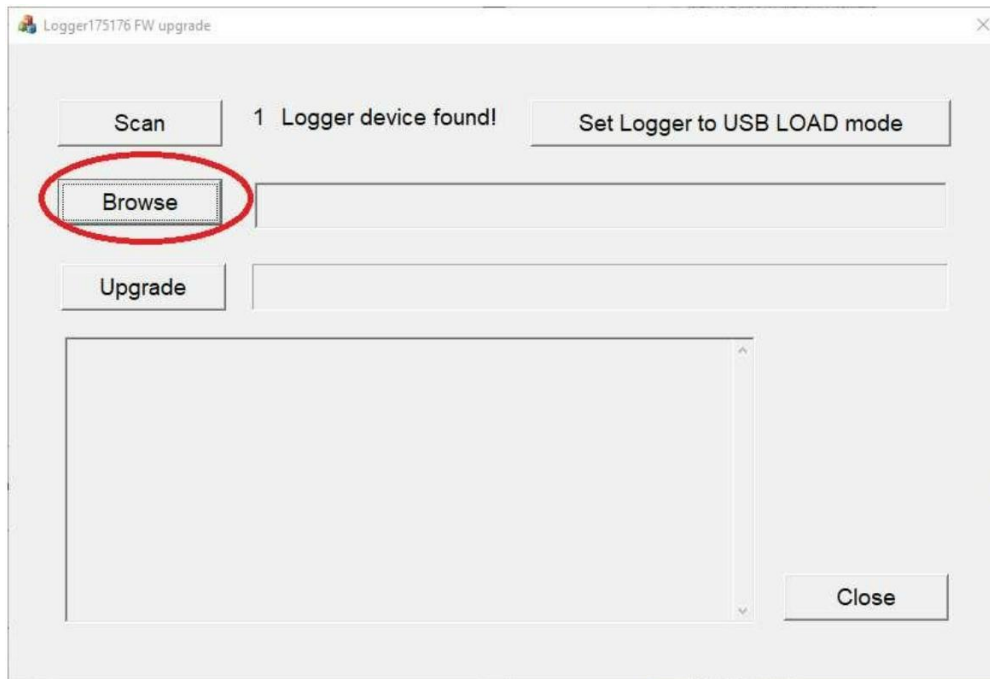 Logger175176 FW upgrade
Scan
1 Logger device found!
Set Logger to USB LOAD mode
Browse
Upgrade
Close